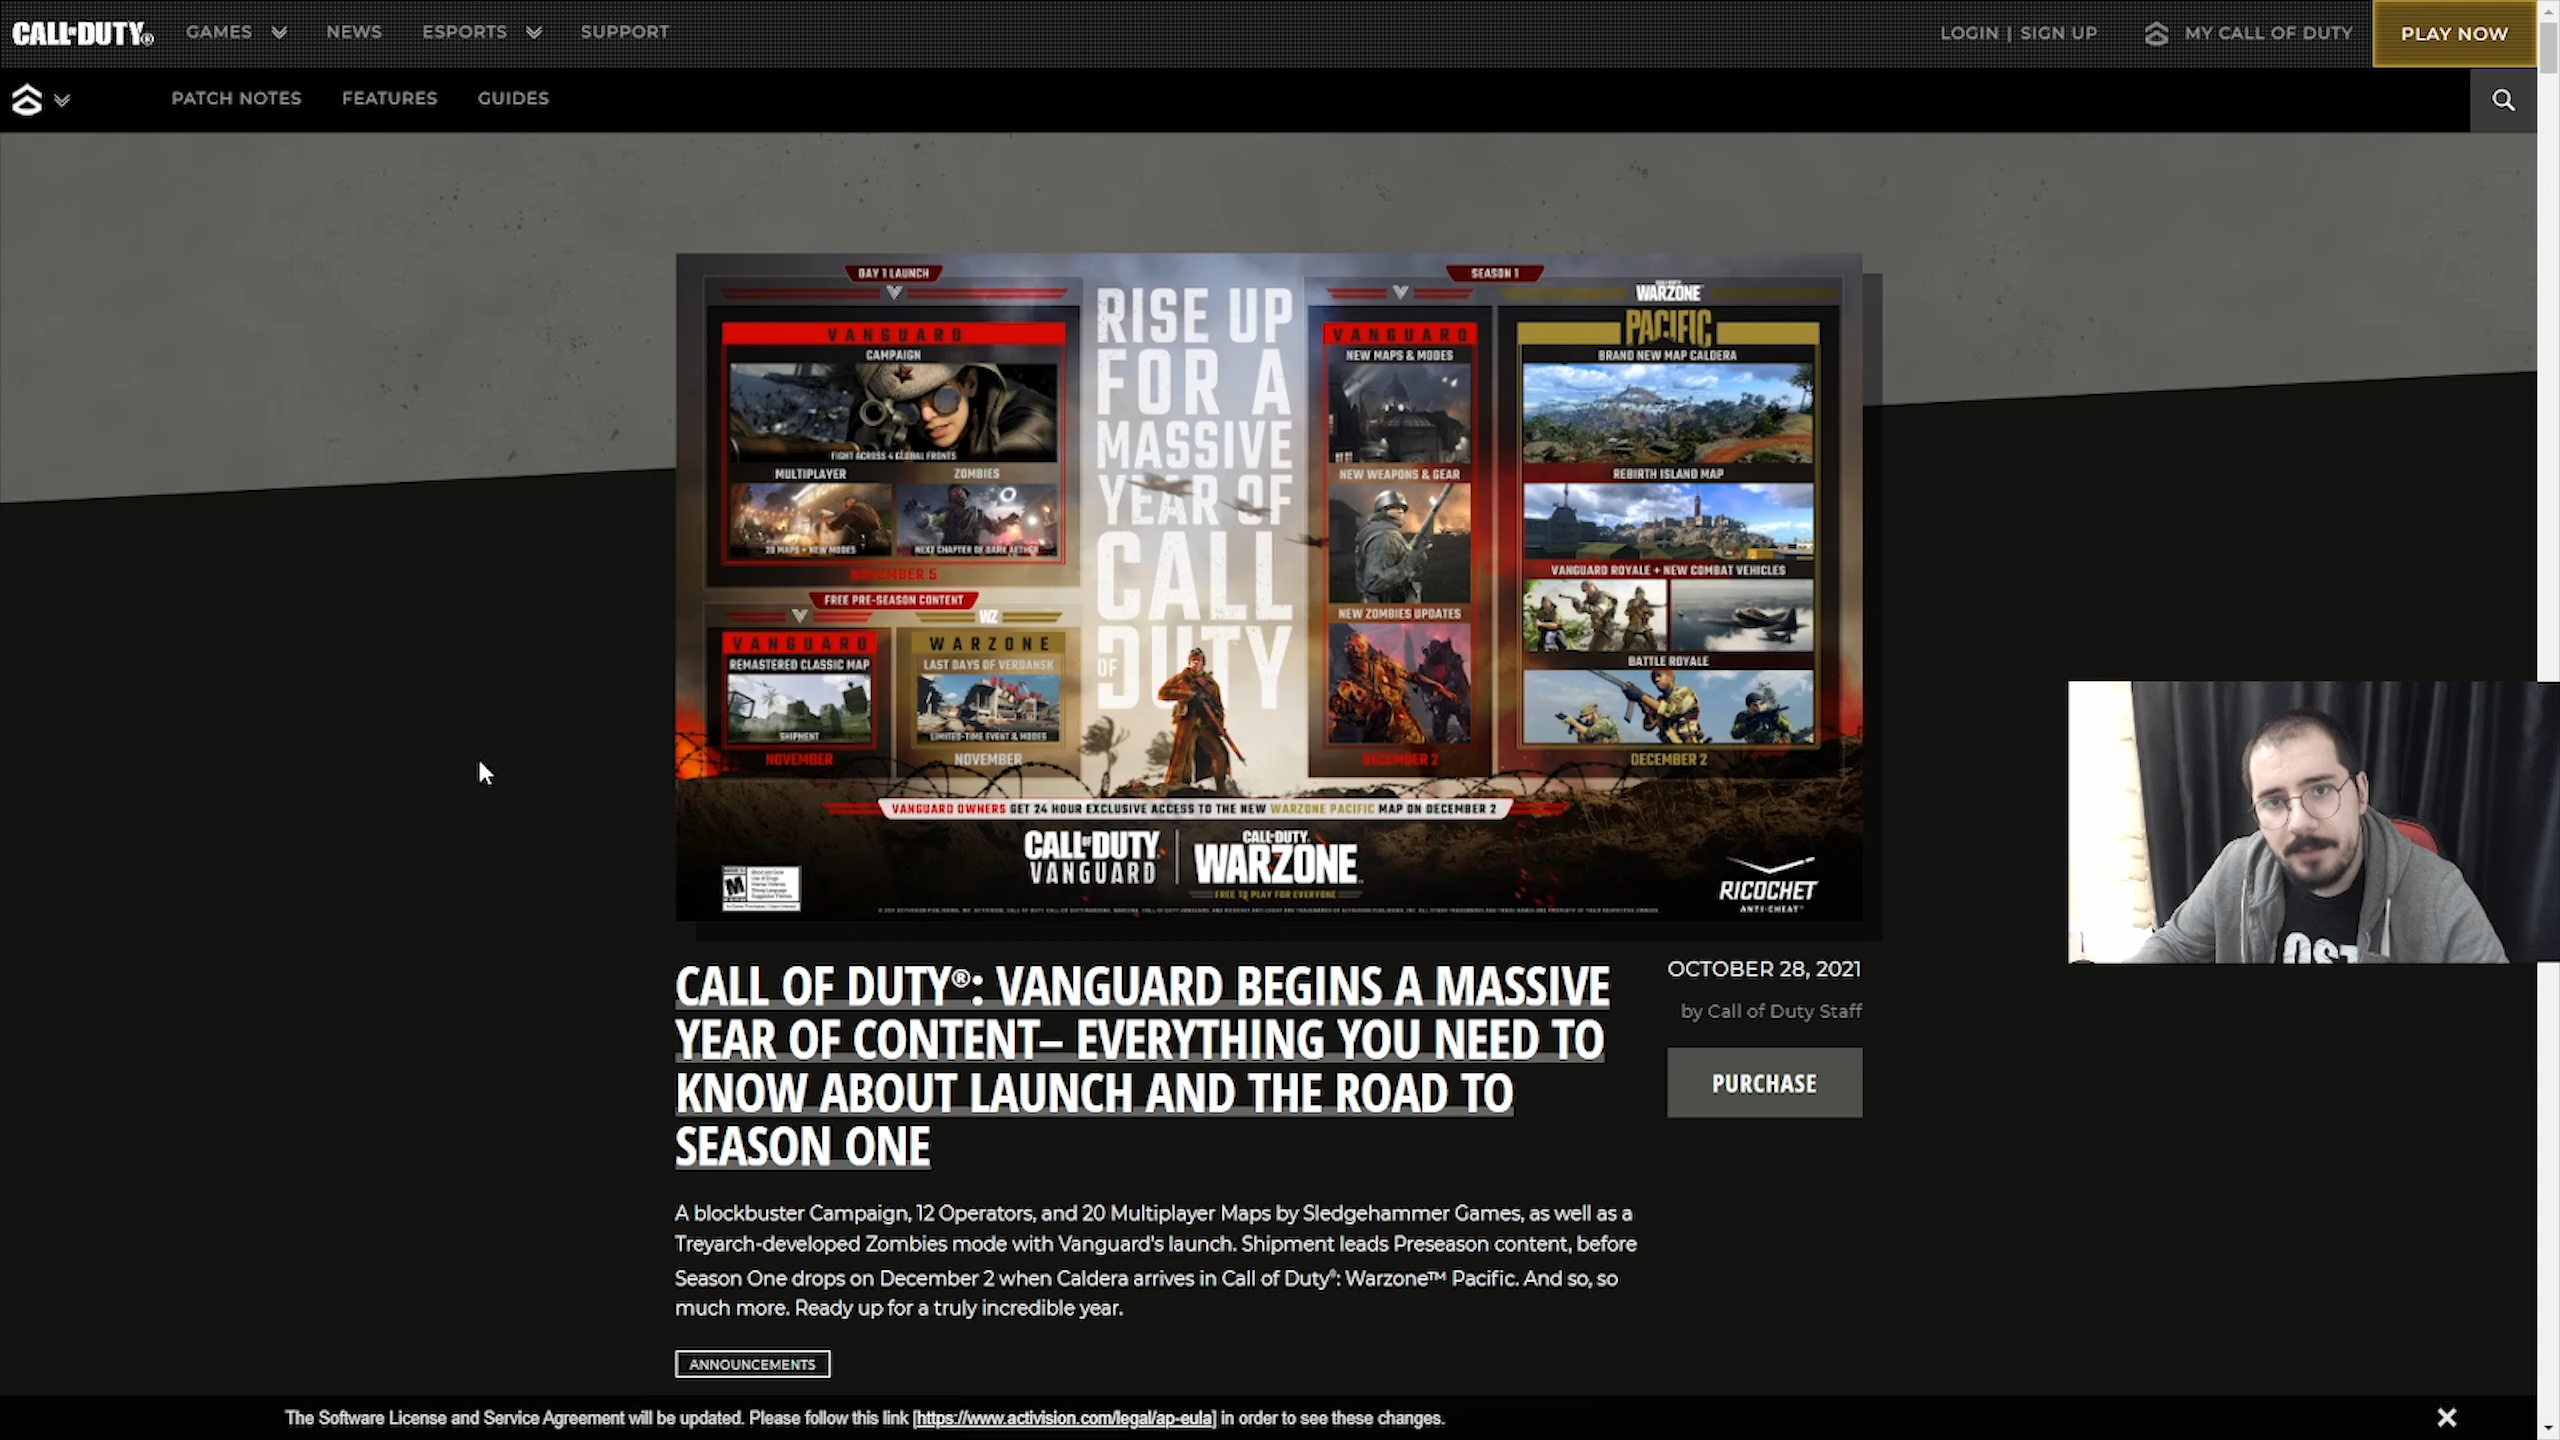 CALL OF DUTY®
GAMES
NEWS
ESPORTS
SUPPORT
LOGIN | SIGN UP
MY CALL OF DUTY
PLAY NOW
PATCH NOTES
FEATURES
GUIDES
DAY 1 LAUNCH
VANGUARD
CAMPAIGN
FIGHT ACROSS 4 GLOBAL FRONTS
MULTIPLAYER
20 MAPS + NEW MODES
ZOMBIES
NEXT CHAPTER OF DARK AETHER
NOVEMBER 5
FREE PRE-SEASON CONTENT
VANGUARD
REMASTERED CLASSIC MAP
SHIPMENT
NOVEMBER
WZ
WARZONE
LAST DAYS OF VERDANSK
LIMITED-TIME EVENT & MODES
NOVEMBER
RISE UP
FOR A
MASSIVE
YEAR OF
CALL
OF DUTY
SEASON 1
VANGUARD
NEW MAPS & MODES
NEW WEAPONS & GEAR
NEW ZOMBIES UPDATES
DECEMBER 2
WARZONE
PACIFIC
BRAND NEW MAP CALDERA
REBIRTH ISLAND MAP
VANGUARD ROYALE + NEW COMBAT VEHICLES
BATTLE ROYALE
DECEMBER 2
VANGUARD OWNERS GET 24 HOUR EXCLUSIVE ACCESS TO THE NEW WARZONE PACIFIC MAP ON DECEMBER 2
CALL OF DUTY
VANGUARD
CALL OF DUTY
WARZONE
FREE TO PLAY FOR EVERYONE
M
RICOCHET
ANTI-CHEAT™
CALL OF DUTY®: VANGUARD BEGINS A MASSIVE
YEAR OF CONTENT– EVERYTHING YOU NEED TO
KNOW ABOUT LAUNCH AND THE ROAD TO
SEASON ONE
OCTOBER 28, 2021
by Call of Duty Staff
PURCHASE
A blockbuster Campaign, 12 Operators, and 20 Multiplayer Maps by Sledgehammer Games, as well as a
Treyarch-developed Zombies mode with Vanguard's launch. Shipment leads Preseason content, before
Season One drops on December 2 when Caldera arrives in Call of Duty®: Warzone™ Pacific. And so, so
much more. Ready up for a truly incredible year.
ANNOUNCEMENTS
The Software License and Service Agreement will be updated. Please follow this link [https://www.activision.com/legal/ap-eula] in order to see these changes.